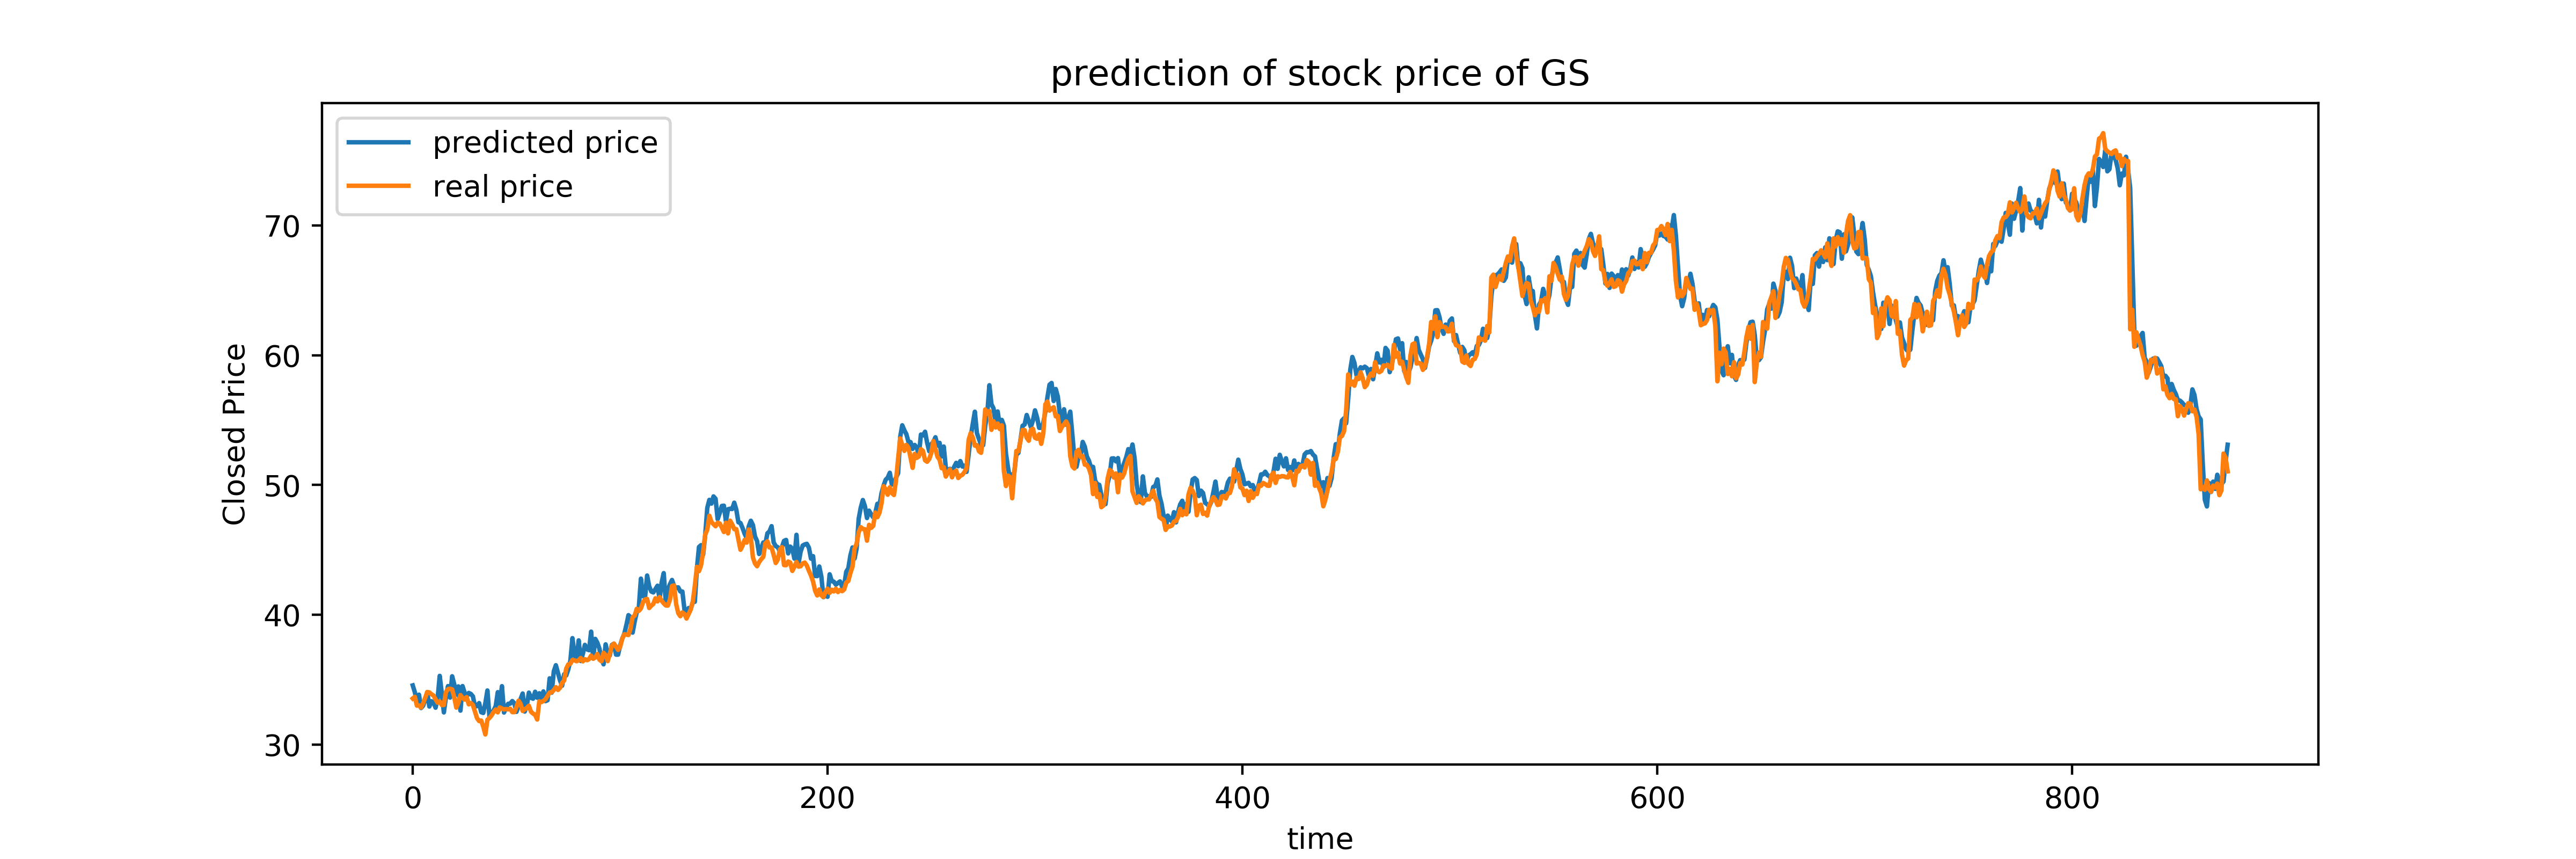 prediction of stock price of GS
predicted price
real price
Closed Price
70
60
50
40
30
0 200 400 600 800
time